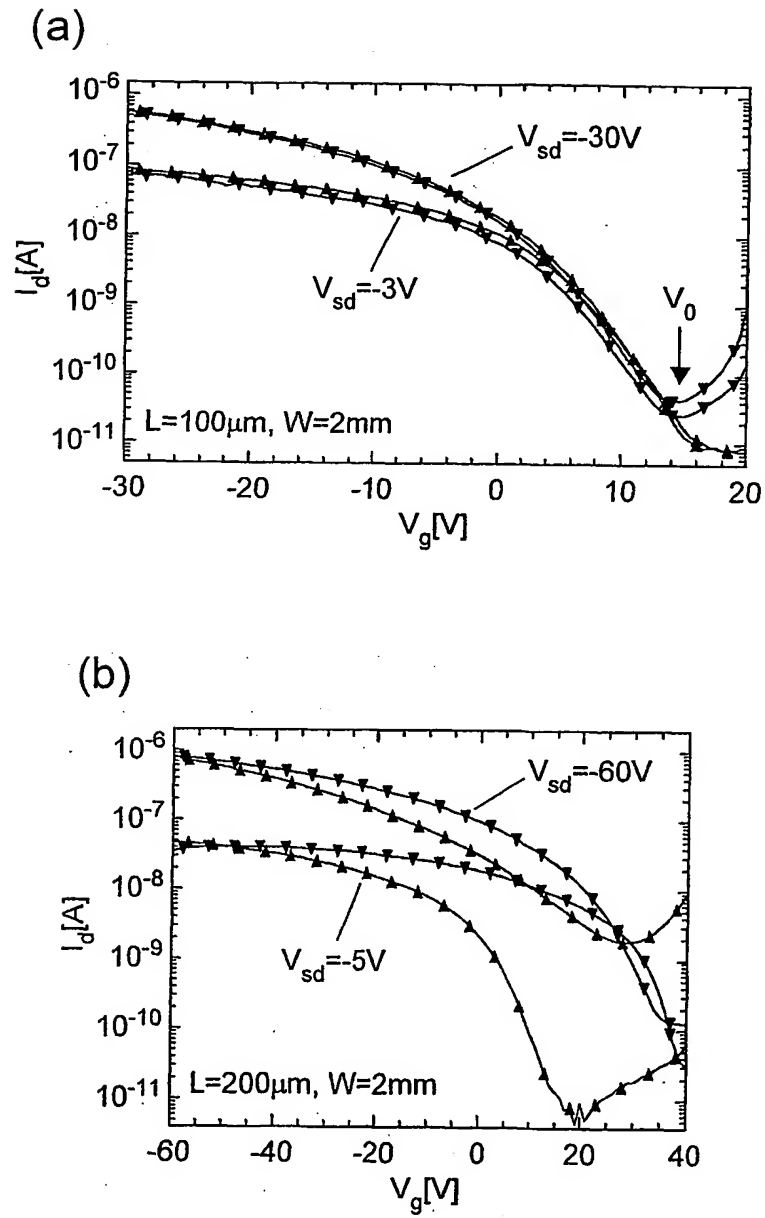 (a)
10^-6
10^-7
10^-8
10^-9
10^-10
10^-11
I_d[A]
V_sd=-30V
V_sd=-3V
V_0
L=100μm, W=2mm
-30 -20 -10 0 10 20
V_g[V]
(b)
10^-6
10^-7
10^-8
10^-9
10^-10
10^-11
I_d[A]
V_sd=-60V
V_sd=-5V
L=200μm, W=2mm
-60 -40 -20 0 20 40
V_g[V]